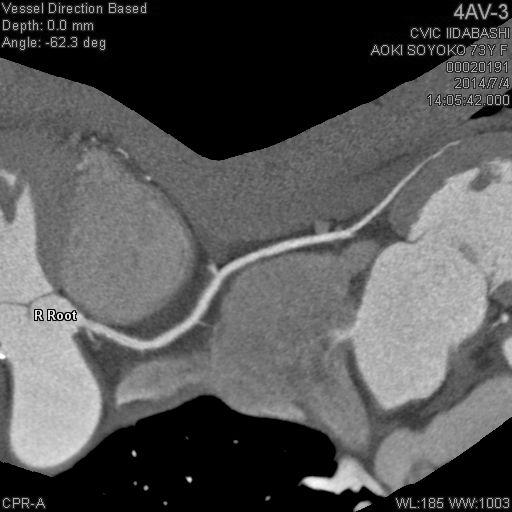 Vessel Direction Based
Depth: 0.0 mm
Angle: -62.3 deg
4AV-3
CVIC IIDABASHI
AOKI SOYOKO 73Y F
00020191
2014/7/4
14:05:42.000
R Root
CPR-A
WL:185 WW:1003